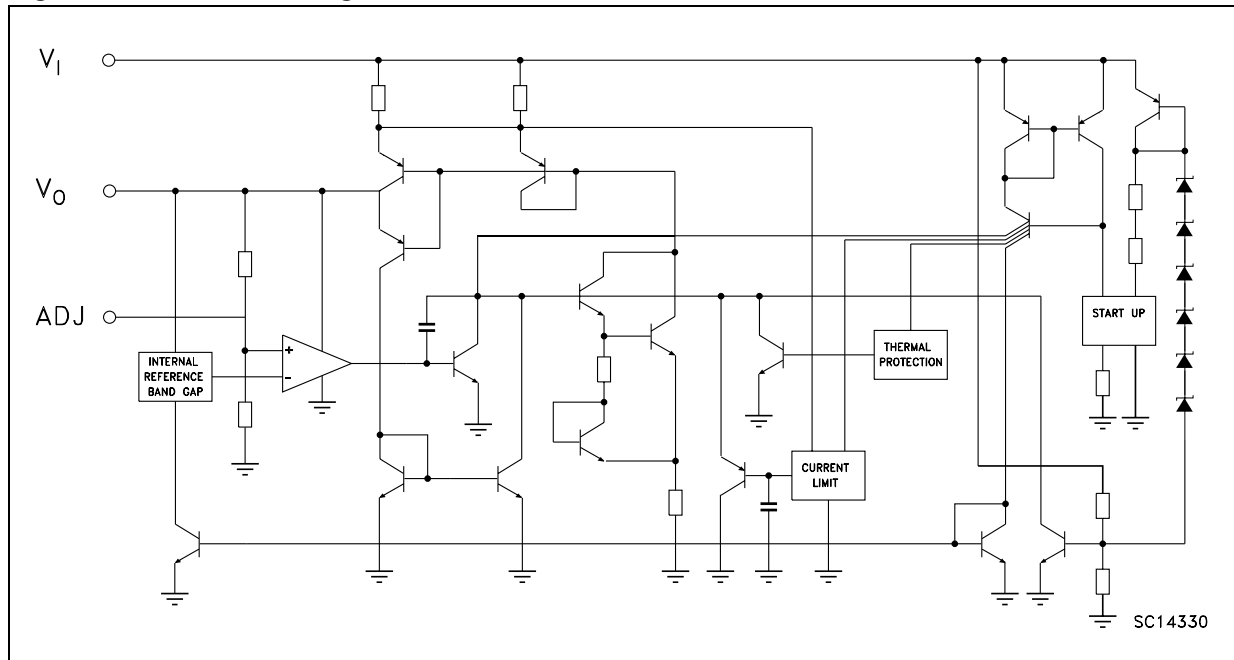 V_I
V_O
ADJ
INTERNAL
REFERENCE
BAND GAP
+
-
START UP
THERMAL
PROTECTION
CURRENT
LIMIT
SC14330